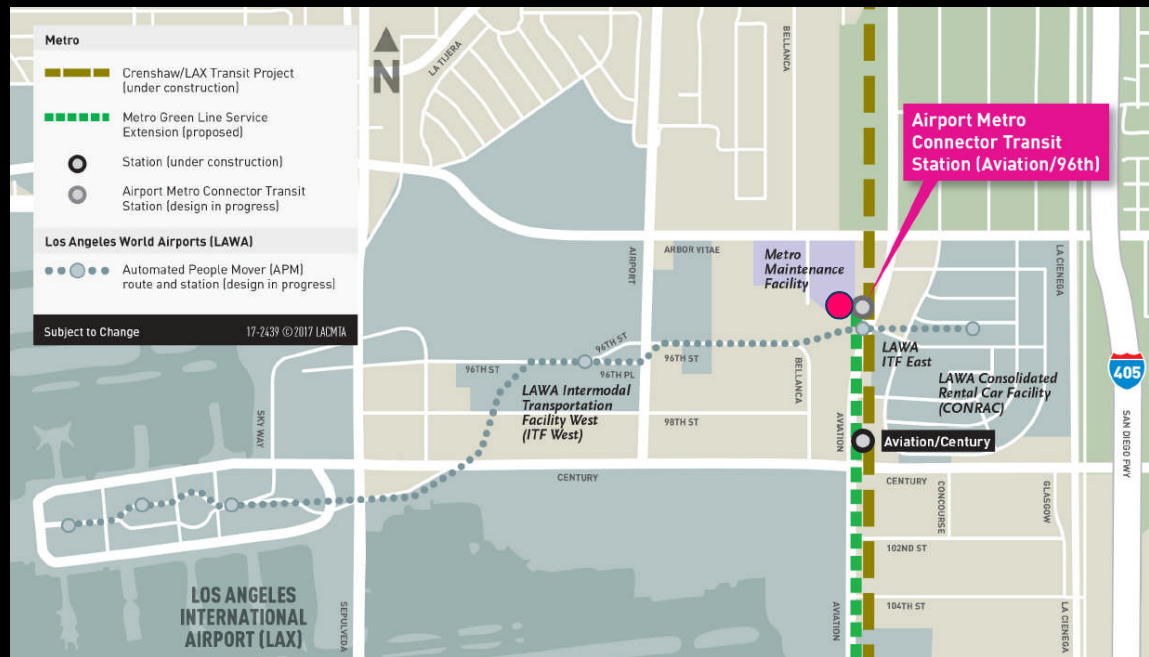 Metro
Crenshaw/LAX Transit Project
(under construction)
Metro Green Line Service
Extension (proposed)
Station (under construction)
Airport Metro Connector Transit
Station (design in progress)
Los Angeles World Airports (LAWA)
Automated People Mover (APM)
route and station (design in progress)
Subject to Change
17-2439 ©2017 LACMTA
N
LA TIJERA
BELLANCA
Airport Metro
Connector Transit
Station (Aviation/96th)
ARBOR VITAE
AIRPORT
Metro
Maintenance
Facility
LA CIENEGA
96TH ST
96TH ST
96TH PL
96TH ST
BELLANCA
LAWA
ITF East
405
LAWA Intermodal
Transportation
Facility West
(ITF West)
LAWA Consolidated
Rental Car Facility
(CONRAC)
SKY WAY
98TH ST
AVIATION
Aviation/Century
SAN DIEGO FWY
CENTURY
CENTURY
CONCOURSE
GLASGOW
102ND ST
LOS ANGELES
INTERNATIONAL
AIRPORT (LAX)
SEPULVEDA
AVIATION
104TH ST
LA CIENEGA